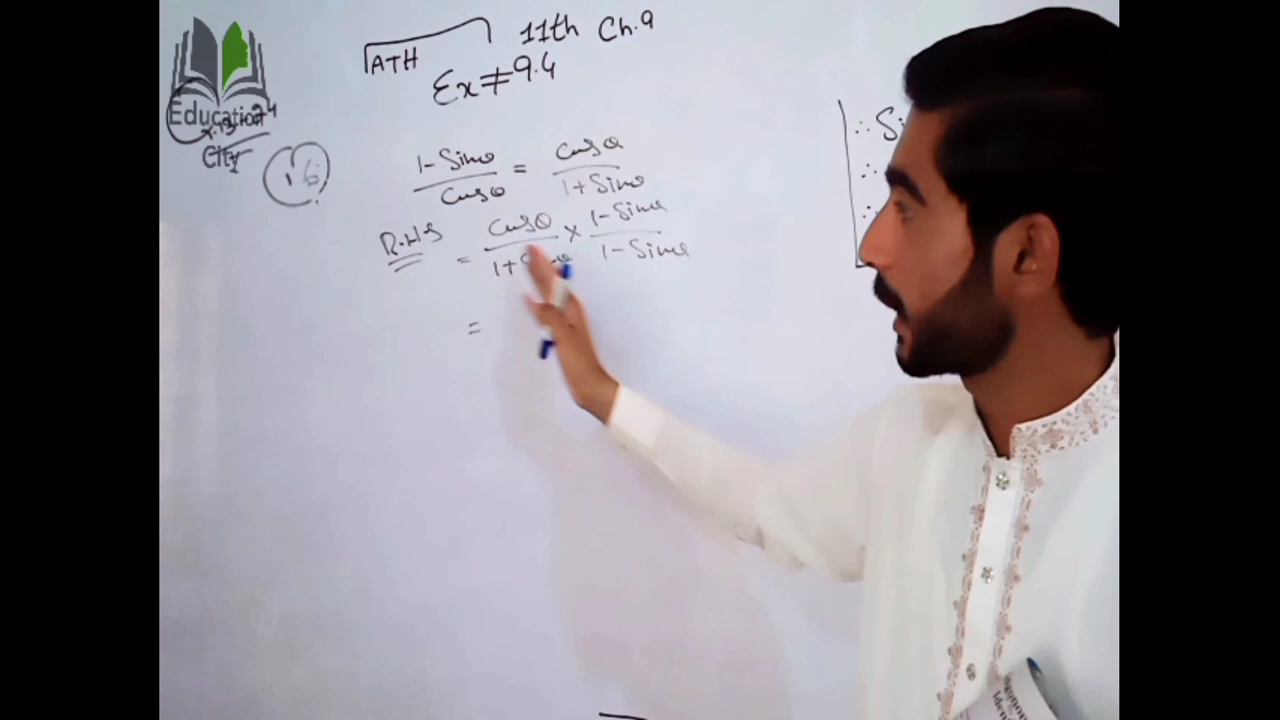 Education
City
MATH 11th Ch.9
Ex # 9.4
1-Sinθ / Cosθ = Cosθ / 1+Sinθ
R.H.S = Cosθ / 1+Sinθ × 1-Sinθ / 1-Sinθ
=
∴ Si
∴
∴